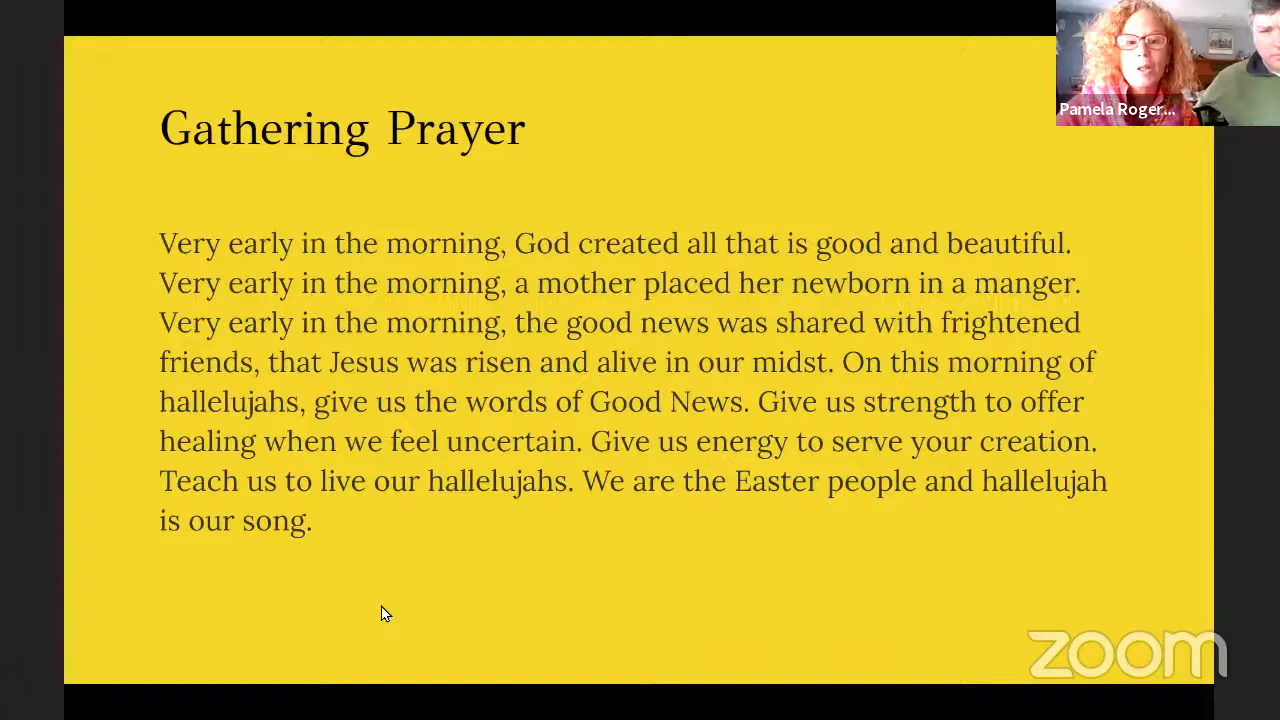 Gathering Prayer
Very early in the morning, God created all that is good and beautiful.
Very early in the morning, a mother placed her newborn in a manger.
Very early in the morning, the good news was shared with frightened
friends, that Jesus was risen and alive in our midst. On this morning of
hallelujahs, give us the words of Good News. Give us strength to offer
healing when we feel uncertain. Give us energy to serve your creation.
Teach us to live our hallelujahs. We are the Easter people and hallelujah
is our song.
Pamela Roger...
zoom